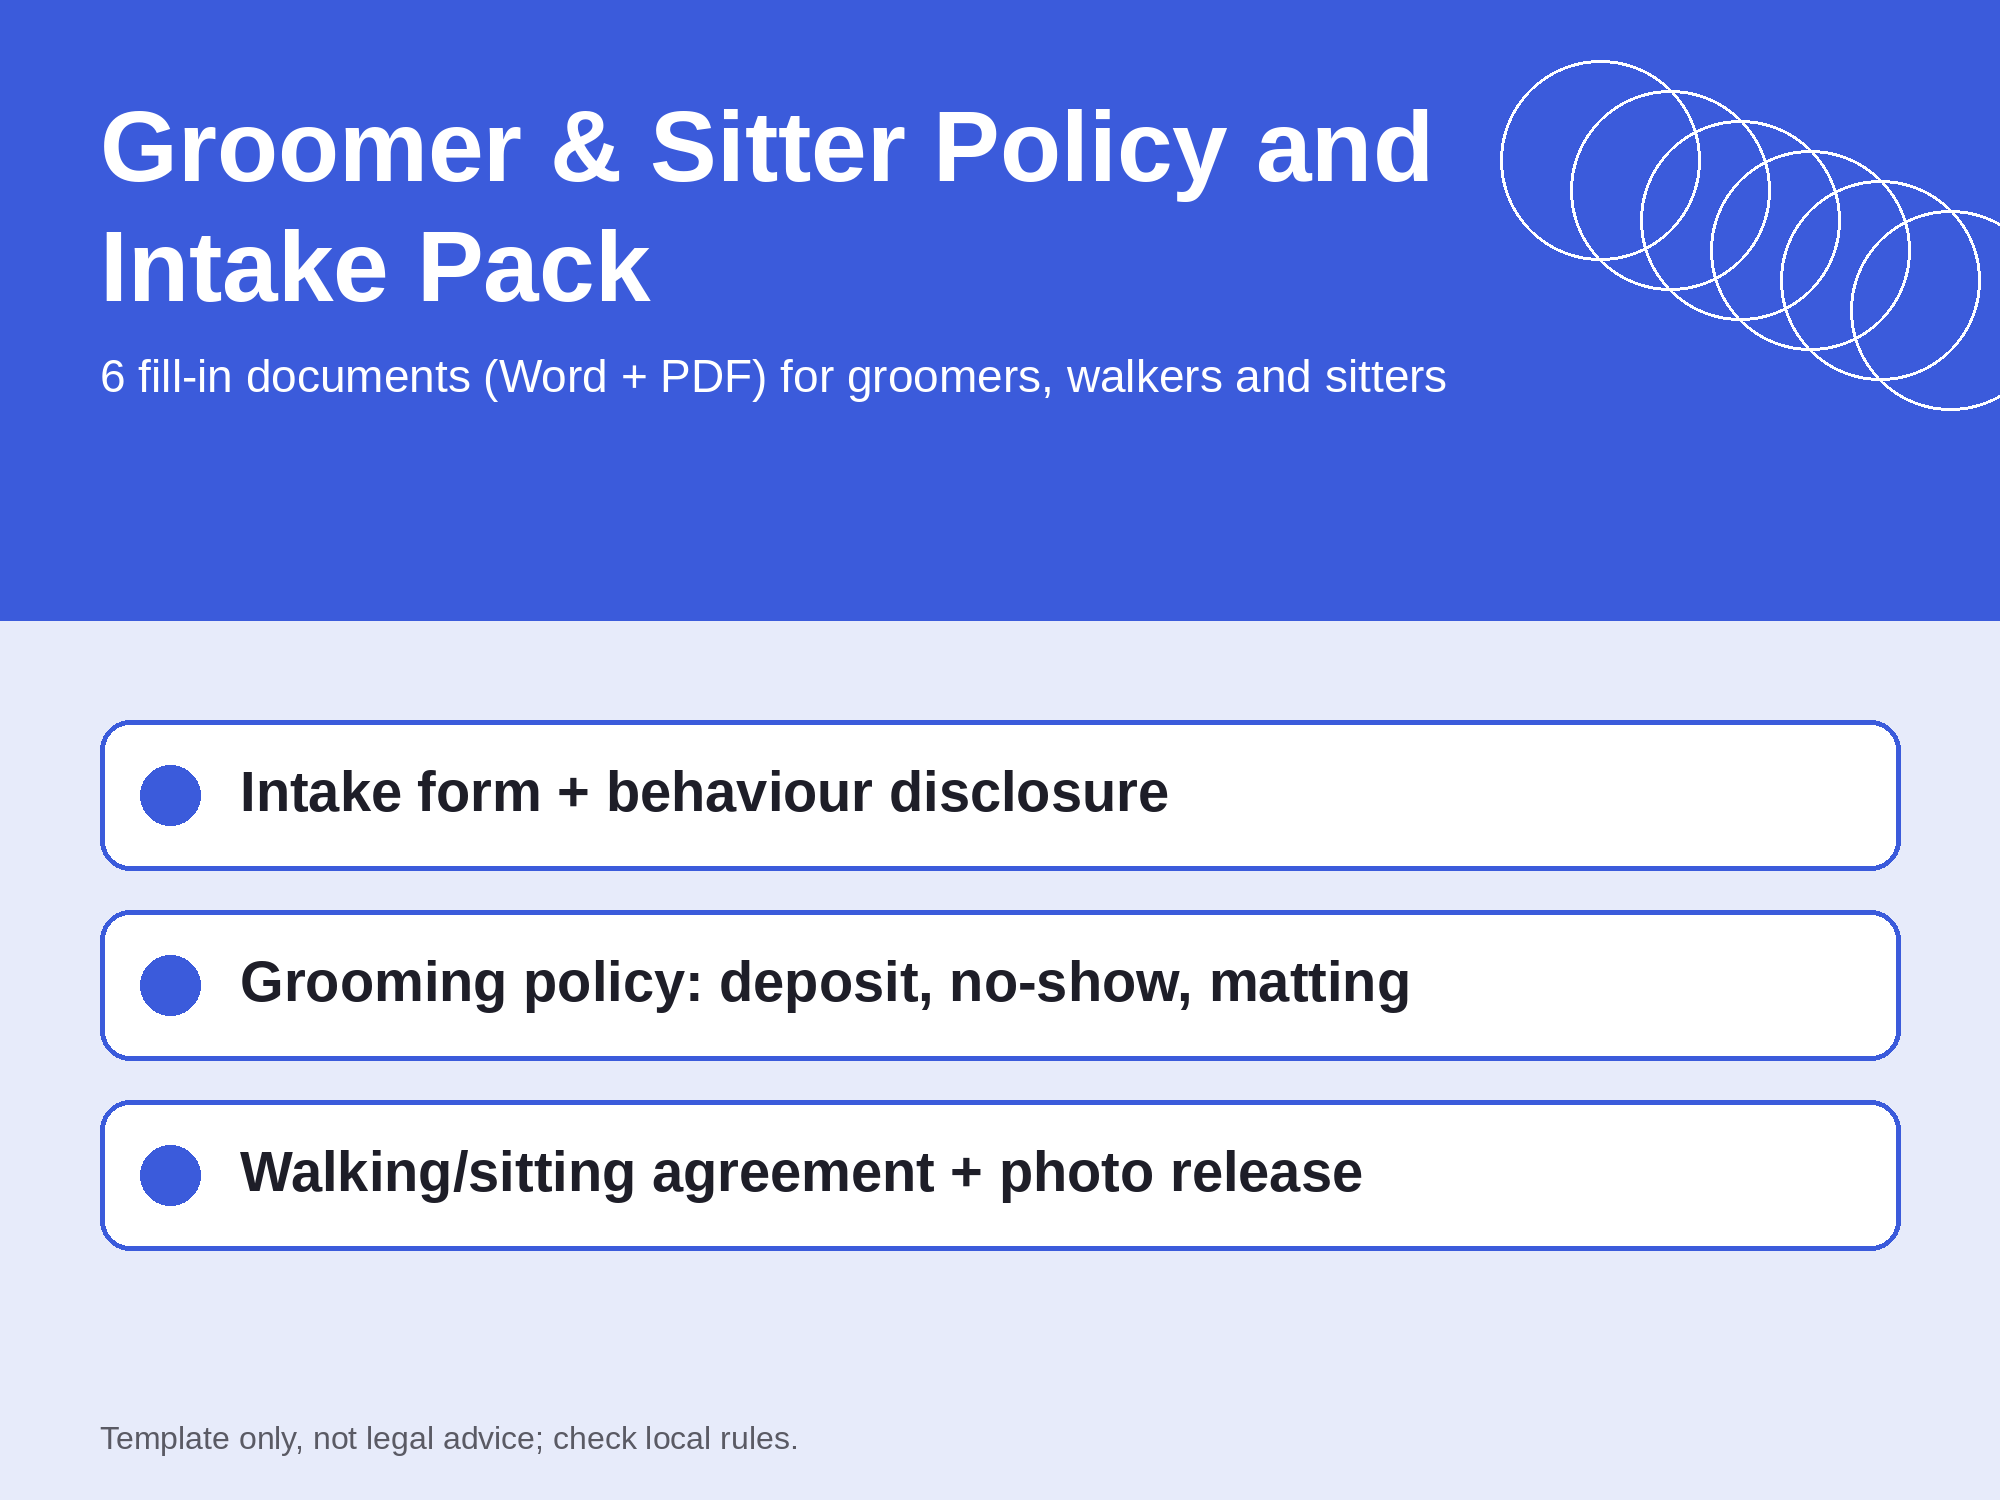 Groomer & Sitter Policy and
Intake Pack
6 fill-in documents (Word + PDF) for groomers, walkers and sitters
Intake form + behaviour disclosure
Grooming policy: deposit, no-show, matting
Walking/sitting agreement + photo release
Template only, not legal advice; check local rules.